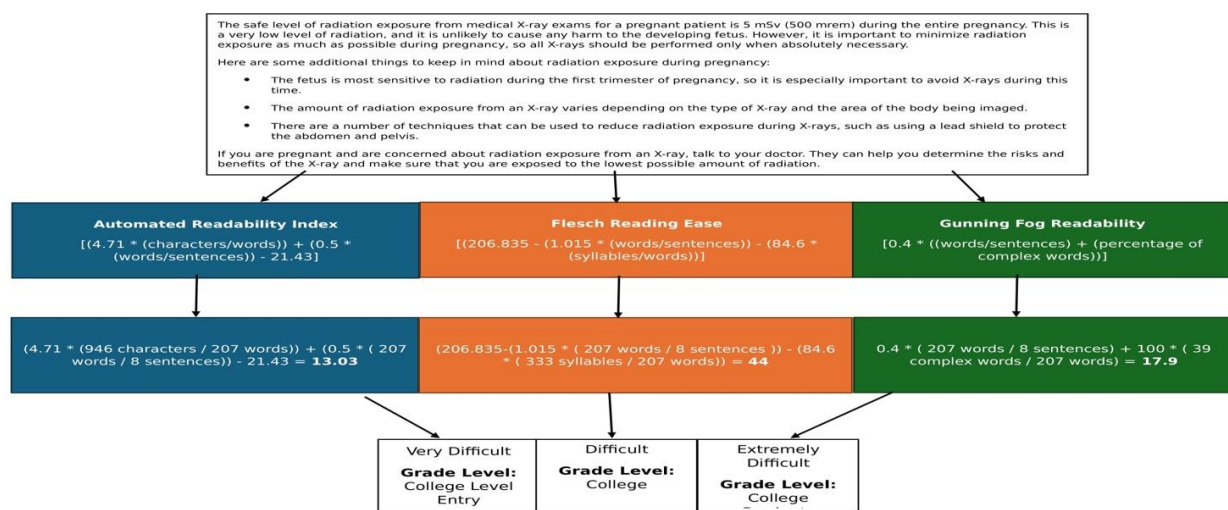 The safe level of radiation exposure from medical X-ray exams for a pregnant patient is 5 mSv (500 mrem) during the entire pregnancy. This is
a very low level of radiation, and it is unlikely to cause any harm to the developing fetus. However, it is important to minimize radiation
exposure as much as possible during pregnancy, so all X-rays should be performed only when absolutely necessary.
Here are some additional things to keep in mind about radiation exposure during pregnancy:
• The fetus is most sensitive to radiation during the first trimester of pregnancy, so it is especially important to avoid X-rays during this
time.
• The amount of radiation exposure from an X-ray varies depending on the type of X-ray and the area of the body being imaged.
• There are a number of techniques that can be used to reduce radiation exposure during X-rays, such as using a lead shield to protect
the abdomen and pelvis.
If you are pregnant and are concerned about radiation exposure from an X-ray, talk to your doctor. They can help you determine the risks and
benefits of the X-ray and make sure that you are exposed to the lowest possible amount of radiation.
Automated Readability Index
[(4.71 * (characters/words)) + (0.5 *
(words/sentences)) - 21.43]
Flesch Reading Ease
[(206.835 - (1.015 * (words/sentences)) - (84.6 *
(syllables/words))]
Gunning Fog Readability
[0.4 * ((words/sentences) + (percentage of
complex words))]
(4.71 * (946 characters / 207 words)) + (0.5 * ( 207
words / 8 sentences)) - 21.43 = 13.03
(206.835-(1.015 * ( 207 words / 8 sentences )) - (84.6
* ( 333 syllables / 207 words)) = 44
0.4 * ( 207 words / 8 sentences) + 100 * ( 39
complex words / 207 words) = 17.9
Very Difficult
Grade Level:
College Level
Entry
Difficult
Grade Level:
College
Extremely
Difficult
Grade Level:
College